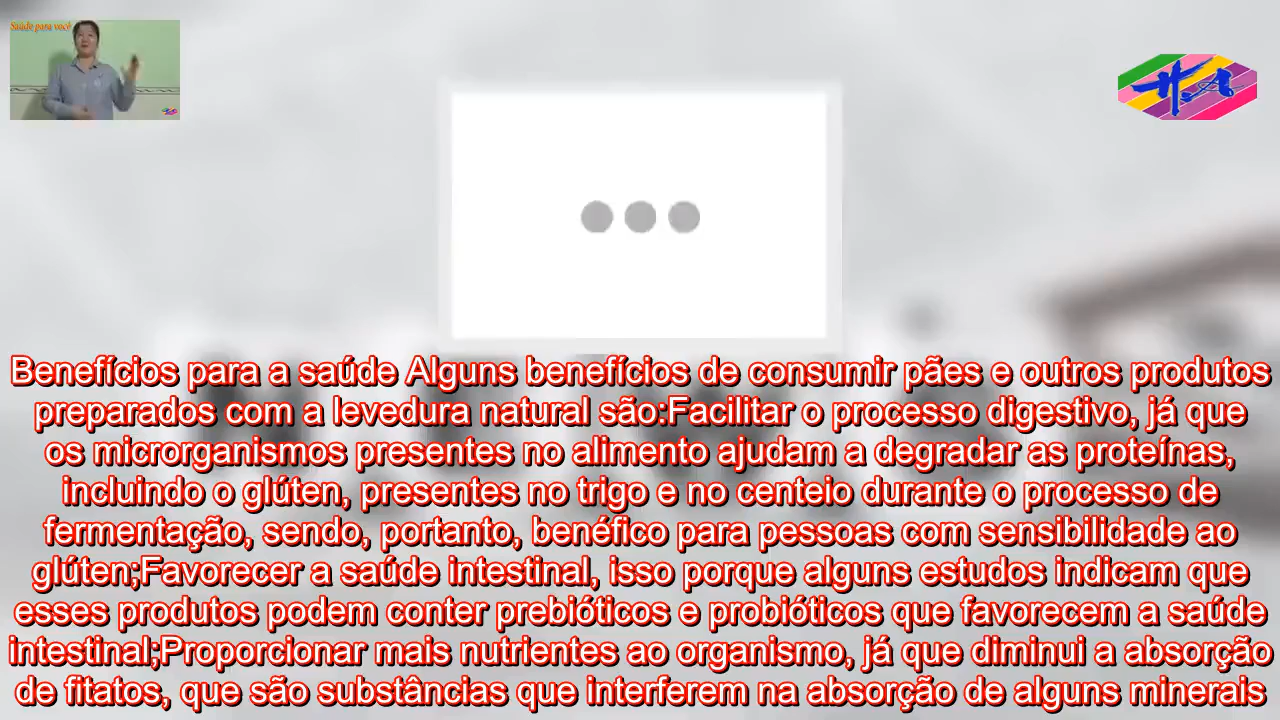 Saúde para você
Benefícios para a saúde Alguns benefícios de consumir pães e outros produtos
preparados com a levedura natural são:Facilitar o processo digestivo, já que
os microrganismos presentes no alimento ajudam a degradar as proteínas,
incluindo o glúten, presentes no trigo e no centeio durante o processo de
fermentação, sendo, portanto, benéfico para pessoas com sensibilidade ao
glúten;Favorecer a saúde intestinal, isso porque alguns estudos indicam que
esses produtos podem conter prebióticos e probióticos que favorecem a saúde
intestinal;Proporcionar mais nutrientes ao organismo, já que diminui a absorção
de fitatos, que são substâncias que interferem na absorção de alguns minerais